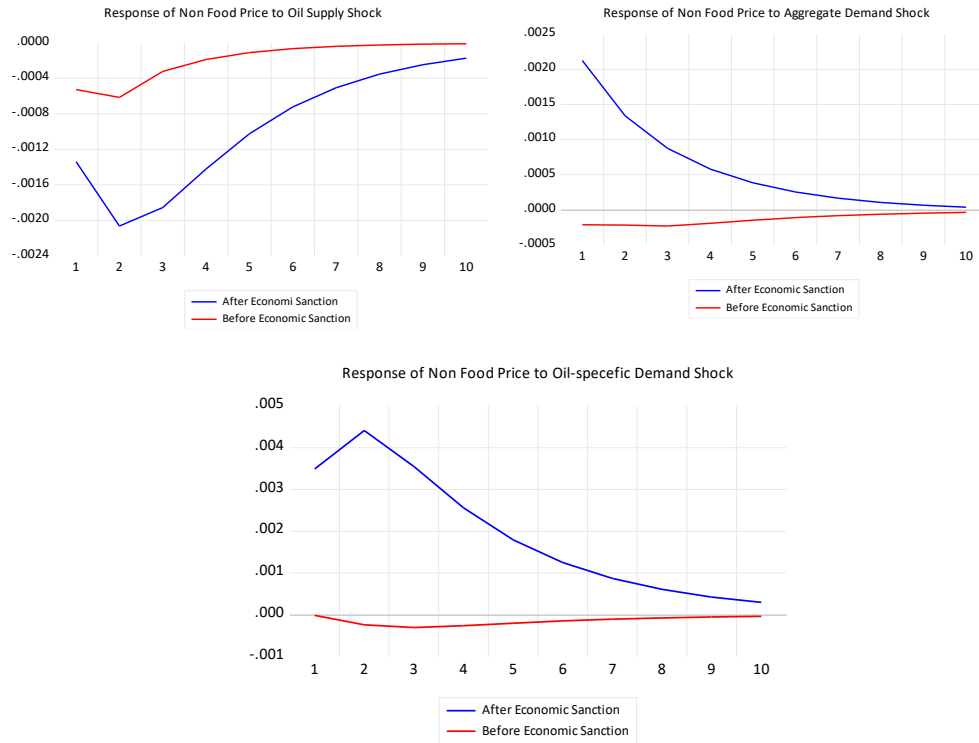 Response of Non Food Price to Oil Supply Shock
.0000
-.0004
-.0008
-.0012
-.0016
-.0020
-.0024
1 2 3 4 5 6 7 8 9 10
After Economi Sanction
Before Economic Sanction
Response of Non Food Price to Aggregate Demand Shock
.0025
.0020
.0015
.0010
.0005
.0000
-.0005
1 2 3 4 5 6 7 8 9 10
After Economic Sanction
Before Economic Sanction
Response of Non Food Price to Oil-specefic Demand Shock
.005
.004
.003
.002
.001
.000
-.001
1 2 3 4 5 6 7 8 9 10
After Economic Sanction
Before Economic Sanction